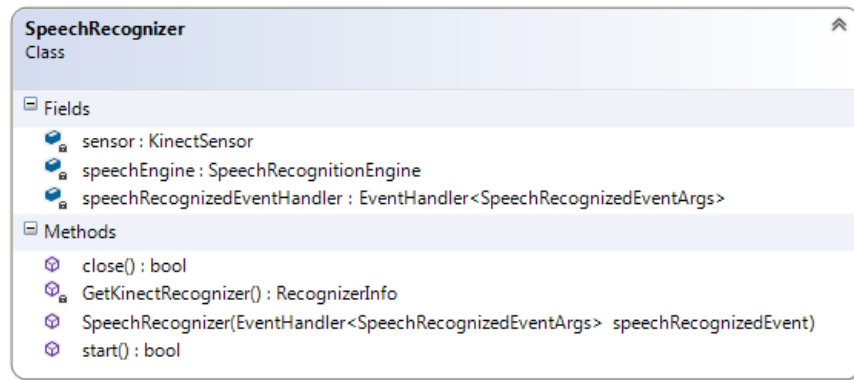 SpeechRecognizer
Class
Fields
sensor : KinectSensor
speechEngine : SpeechRecognitionEngine
speechRecognizedEventHandler : EventHandler<SpeechRecognizedEventArgs>
Methods
close() : bool
GetKinectRecognizer() : RecognizerInfo
SpeechRecognizer(EventHandler<SpeechRecognizedEventArgs> speechRecognizedEvent)
start() : bool